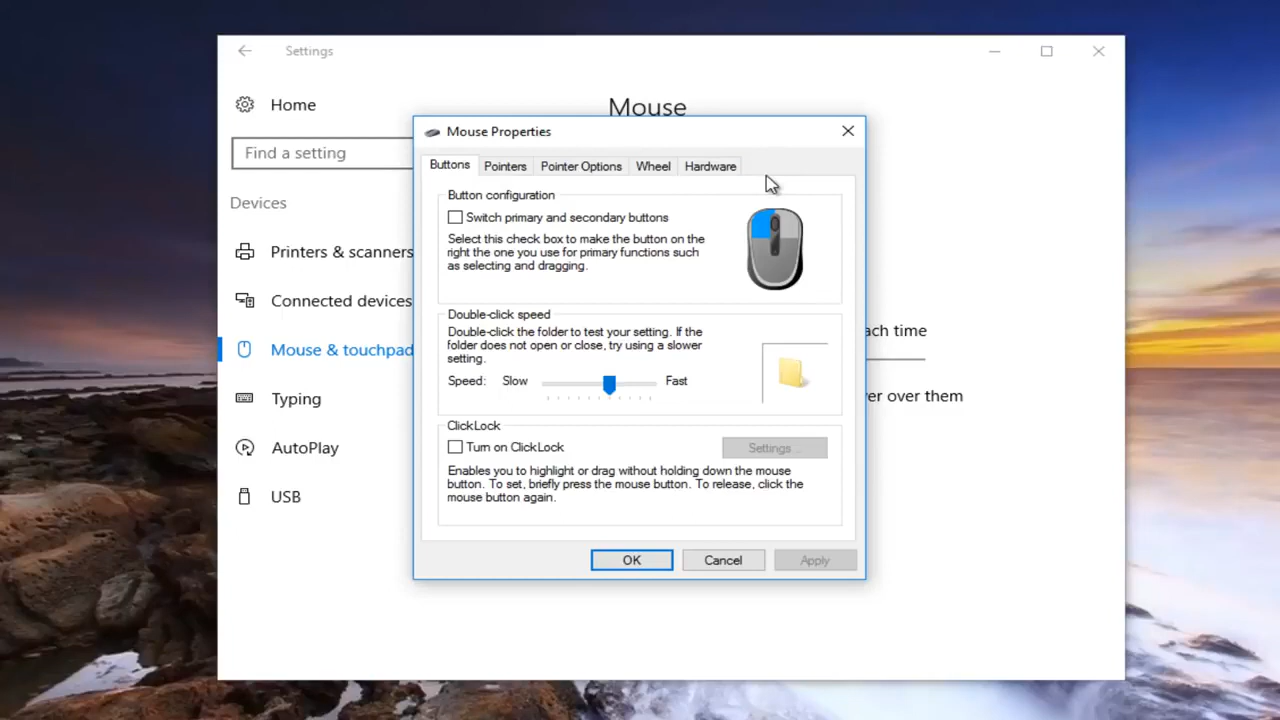 Settings
Home
Mouse
Find a setting
Devices
Printers & scanners
Connected devices
Mouse & touchpad
Typing
AutoPlay
USB
ach time
er over them
Mouse Properties
Buttons Pointers Pointer Options Wheel Hardware
Button configuration
Switch primary and secondary buttons
Select this check box to make the button on the
right the one you use for primary functions such
as selecting and dragging.
Double-click speed
Double-click the folder to test your setting. If the
folder does not open or close, try using a slower
setting.
Speed: Slow Fast
ClickLock
Turn on ClickLock
Settings...
Enables you to highlight or drag without holding down the mouse
button. To set, briefly press the mouse button. To release, click the
mouse button again.
OK Cancel Apply